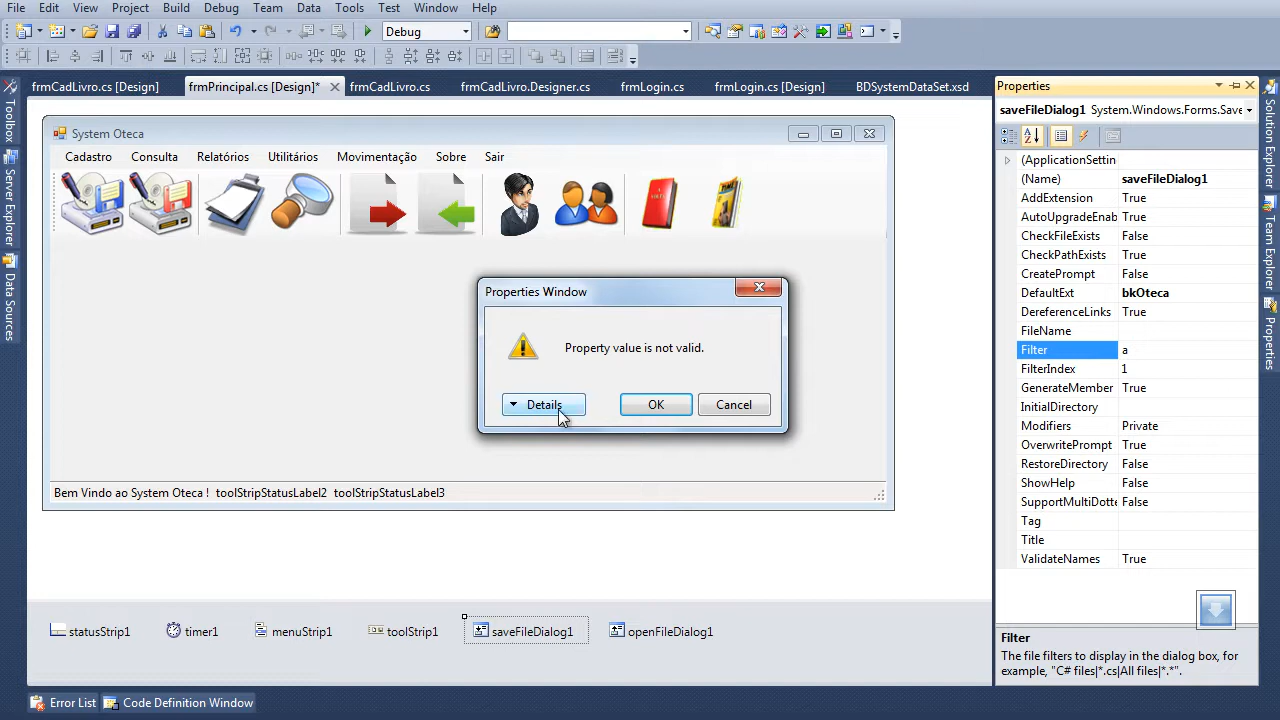 File Edit View Project Build Debug Team Data Tools Test Window Help
Debug
frmCadLivro.cs [Design] frmPrincipal.cs [Design]* frmCadLivro.cs frmCadLivro.Designer.cs frmLogin.cs frmLogin.cs [Design] BDSystemDataSet.xsd
Toolbox
Server Explorer
Data Sources
System Oteca
Cadastro Consulta Relatórios Utilitários Movimentação Sobre Sair
Properties Window
Property value is not valid.
Details OK Cancel
Bem Vindo ao System Oteca ! toolStripStatusLabel2 toolStripStatusLabel3
statusStrip1 timer1 menuStrip1 toolStrip1 saveFileDialog1 openFileDialog1
Error List Code Definition Window
Properties
saveFileDialog1 System.Windows.Forms.Save
(ApplicationSettin
(Name) saveFileDialog1
AddExtension True
AutoUpgradeEnab True
CheckFileExists False
CheckPathExists True
CreatePrompt False
DefaultExt bkOteca
DereferenceLinks True
FileName
Filter a
FilterIndex 1
GenerateMember True
InitialDirectory
Modifiers Private
OverwritePrompt True
RestoreDirectory False
ShowHelp False
SupportMultiDotte False
Tag
Title
ValidateNames True
Filter
The file filters to display in the dialog box, for
example, "C# files|*.cs|All files|*.*".
Solution Explorer
Team Explorer
Properties